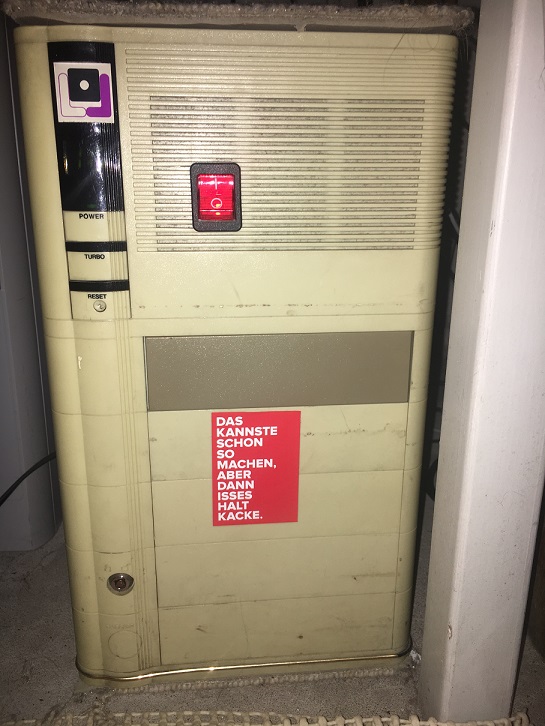 POWER
TURBO
RESET
DAS
KANNSTE
SCHON
SO
MACHEN,
ABER
DANN
ISSES
HALT
KACKE.